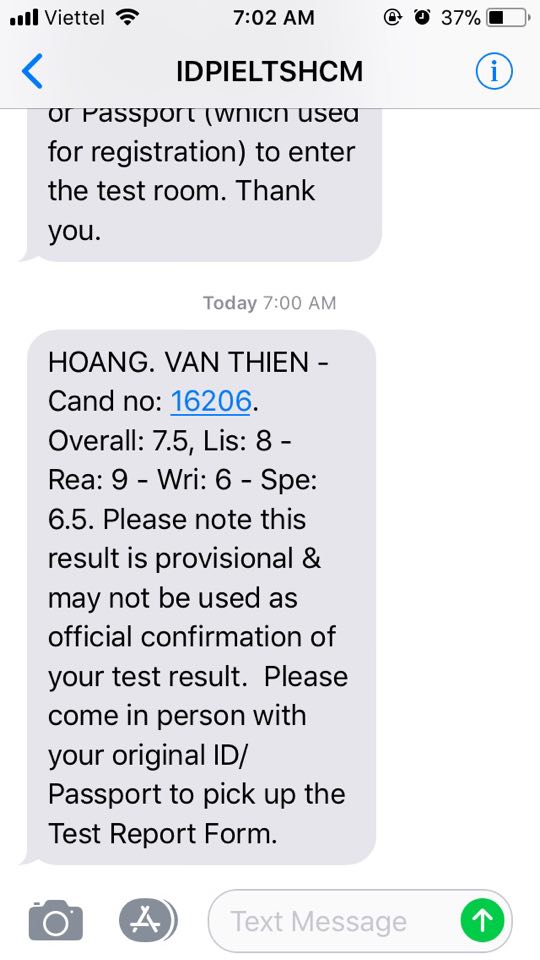 Viettel 7:02 AM 37%
IDPIELTSHCM
or Passport (which used
for registration) to enter
the test room. Thank
you.
Today 7:00 AM
HOANG. VAN THIEN -
Cand no: 16206.
Overall: 7.5, Lis: 8 -
Rea: 9 - Wri: 6 - Spe:
6.5. Please note this
result is provisional &
may not be used as
official confirmation of
your test result.  Please
come in person with
your original ID/
Passport to pick up the
Test Report Form.
Text Message